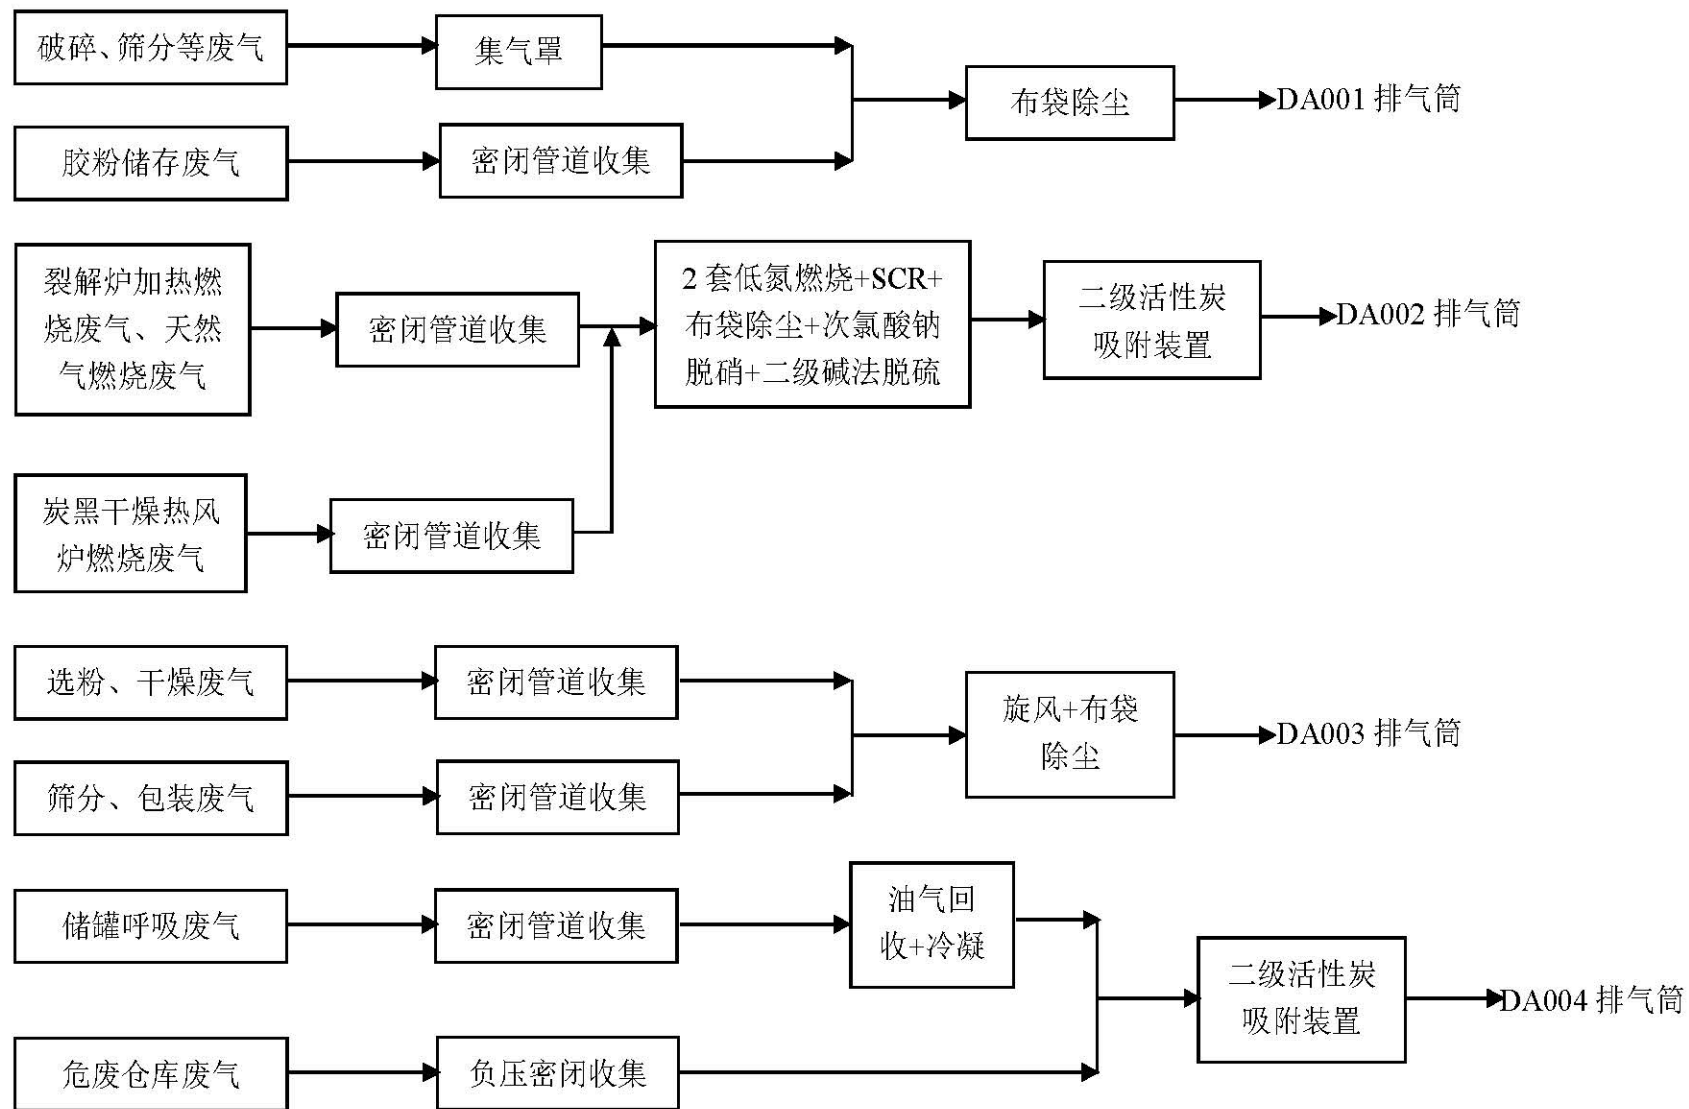 破碎、筛分等废气
集气罩
布袋除尘
DA001 排气筒
胶粉储存废气
密闭管道收集
裂解炉加热燃
烧废气、天然
气燃烧废气
密闭管道收集
2 套低氮燃烧+SCR+
布袋除尘+次氯酸钠
脱硝+二级碱法脱硫
二级活性炭
吸附装置
DA002 排气筒
炭黑干燥热风
炉燃烧废气
密闭管道收集
选粉、干燥废气
密闭管道收集
旋风+布袋
除尘
DA003 排气筒
筛分、包装废气
密闭管道收集
储罐呼吸废气
密闭管道收集
油气回
收+冷凝
二级活性炭
吸附装置
DA004 排气筒
危废仓库废气
负压密闭收集